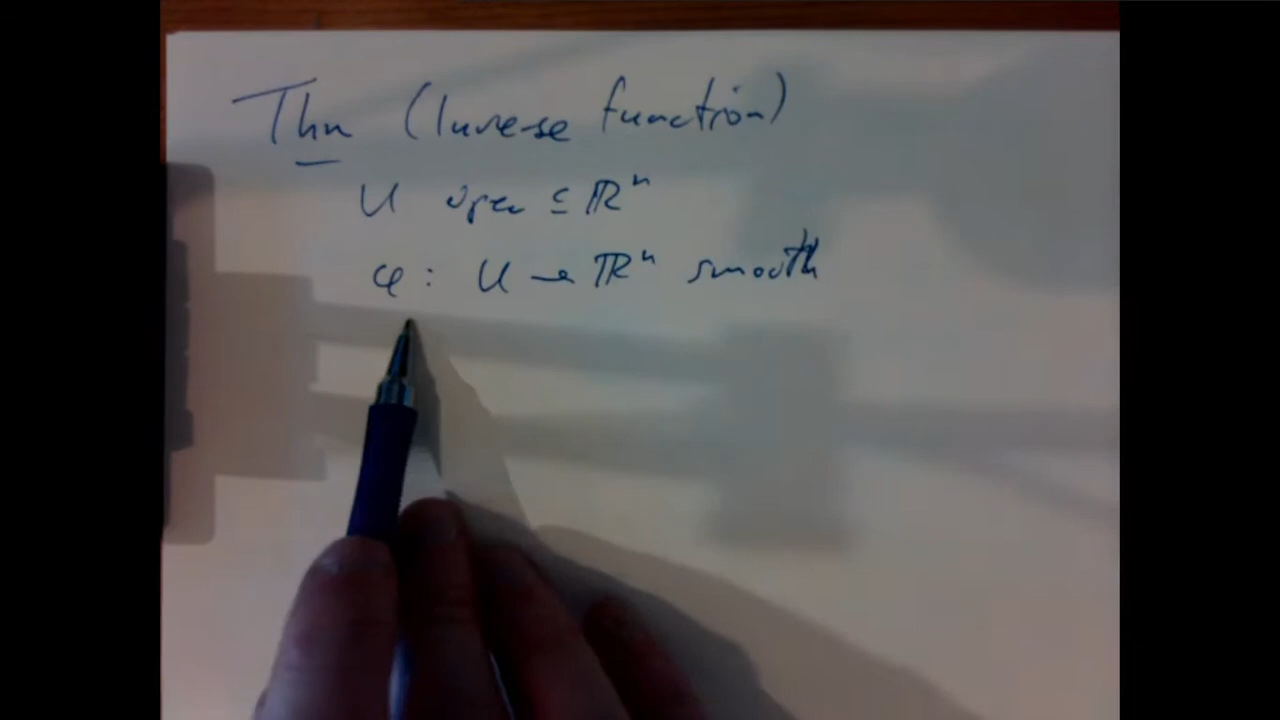 Thm (Inverse function)
U open ⊆ ℝⁿ
φ : U → ℝⁿ smooth